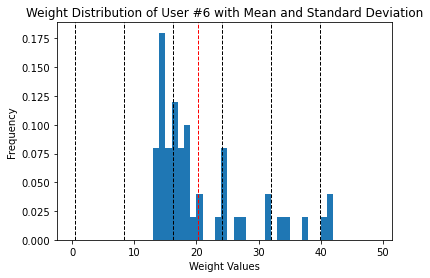 Weight Distribution of User #6 with Mean and Standard Deviation
0.175
0.150
0.125
0.100
0.075
0.050
0.025
0.000
Frequency
0 10 20 30 40 50
Weight Values